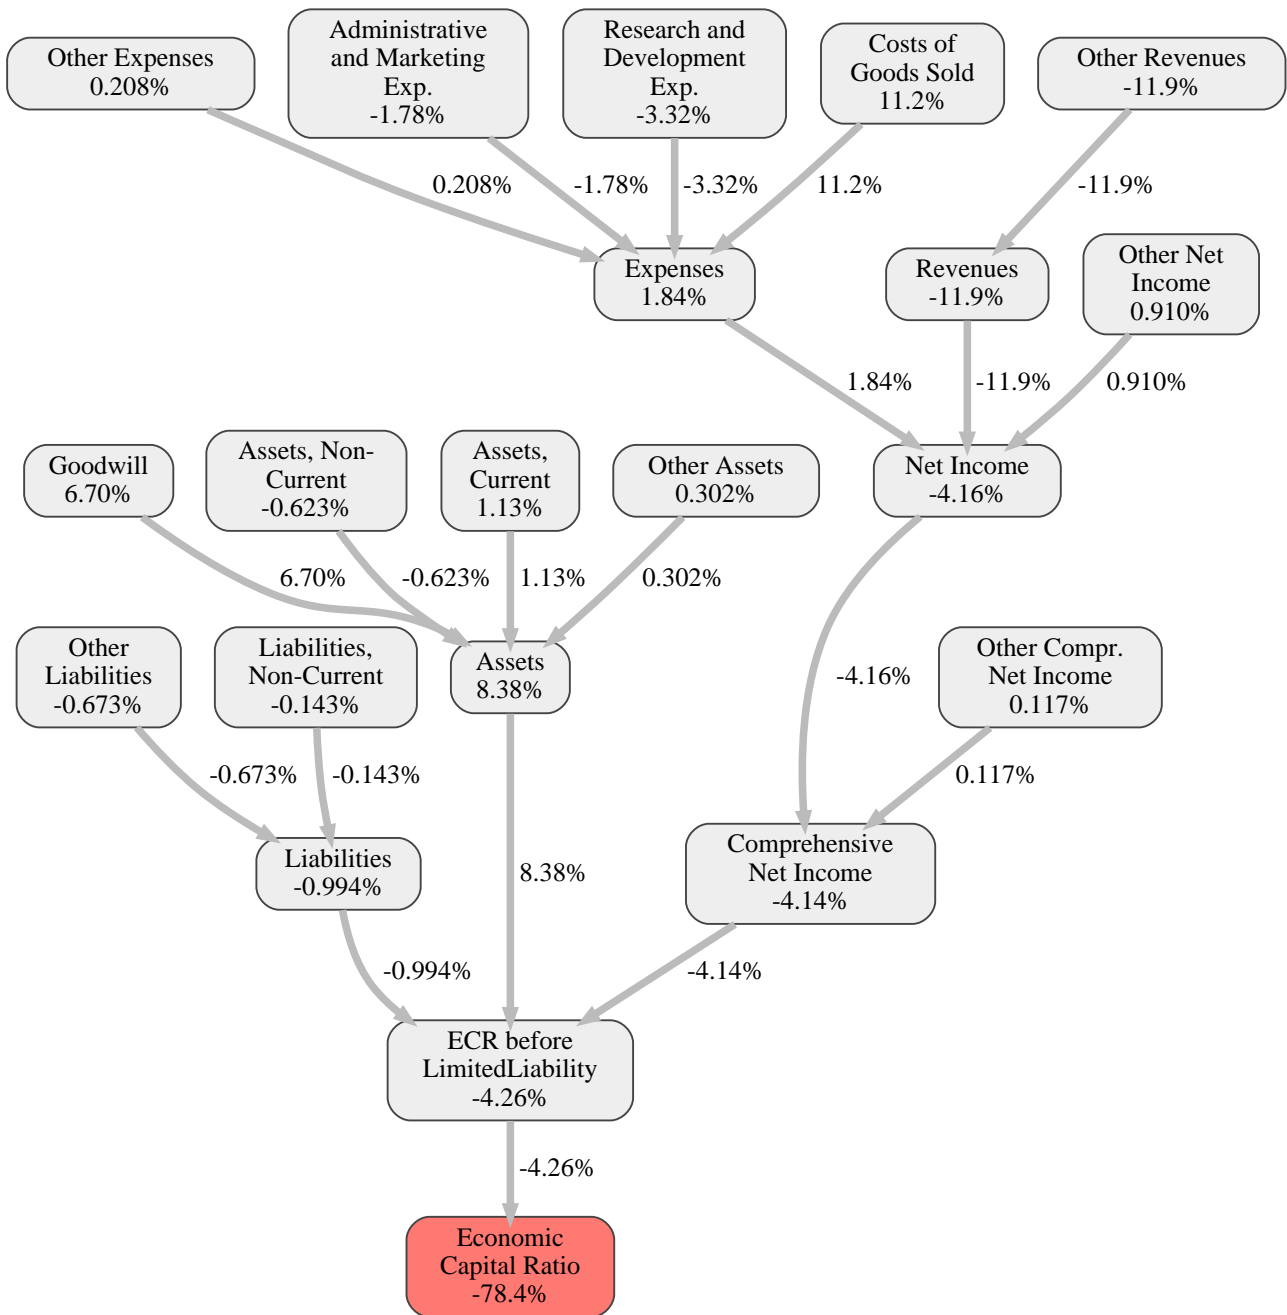 Other Expenses
0.208%
Administrative
and Marketing
Exp.
-1.78%
Research and
Development
Exp.
-3.32%
Costs of
Goods Sold
11.2%
Other Revenues
-11.9%
0.208%
-1.78%
-3.32%
11.2%
-11.9%
Expenses
1.84%
Revenues
-11.9%
Other Net
Income
0.910%
1.84%
-11.9%
0.910%
Goodwill
6.70%
Assets, Non-
Current
-0.623%
Assets,
Current
1.13%
Other Assets
0.302%
Net Income
-4.16%
6.70%
-0.623%
1.13%
0.302%
Other
Liabilities
-0.673%
Liabilities,
Non-Current
-0.143%
Assets
8.38%
-4.16%
Other Compr.
Net Income
0.117%
-0.673%
-0.143%
0.117%
Liabilities
-0.994%
8.38%
Comprehensive
Net Income
-4.14%
-0.994%
-4.14%
ECR before
LimitedLiability
-4.26%
-4.26%
Economic
Capital Ratio
-78.4%